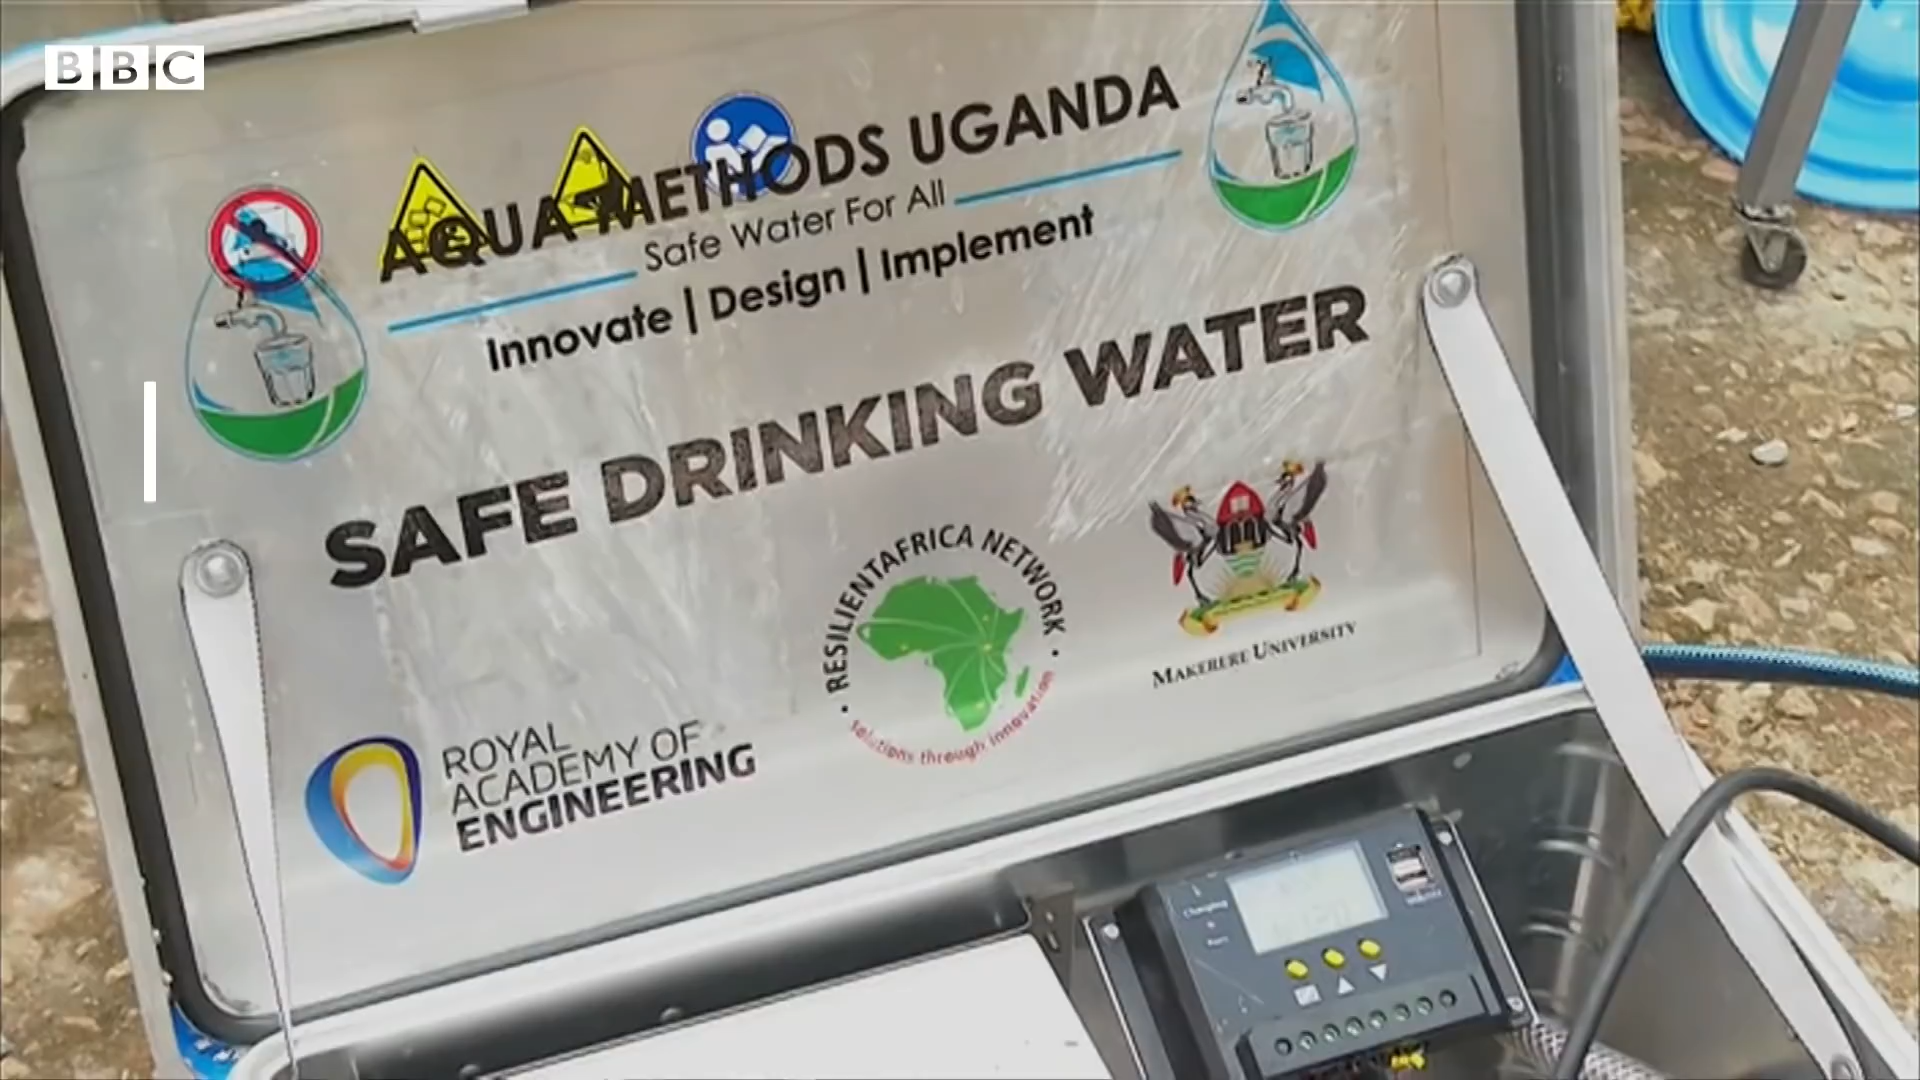 BBC
AQUA METHODS UGANDA
Safe Water For All
Innovate | Design | Implement
SAFE DRINKING WATER
RESILIENTAFRICA NETWORK
solutions through innovation
MAKERERE UNIVERSITY
ROYAL
ACADEMY OF
ENGINEERING
Charging